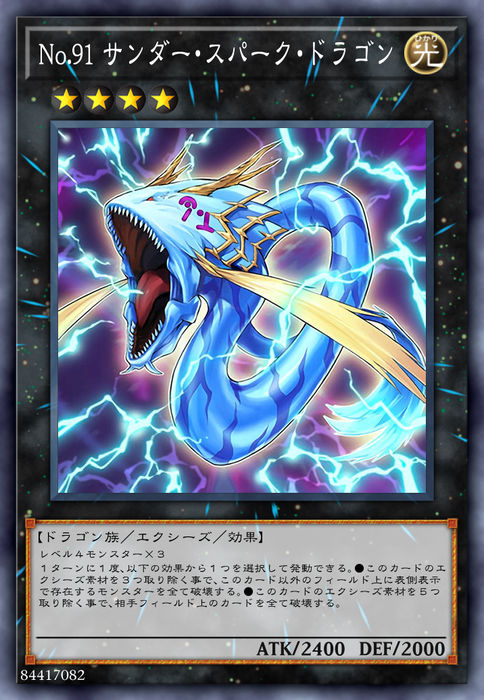 No.91 サンダー・スパーク・ドラゴン
ひかり
光
【ドラゴン族／エクシーズ／効果】
レベル４モンスター×３
１ターンに１度、以下の効果から１つを選択して発動できる。●このカードのエ
クシーズ素材を３つ取り除く事で、このカード以外のフィールド上に表側表示
で存在するモンスターを全て破壊する。●このカードのエクシーズ素材を５つ
取り除く事で、相手フィールド上のカードを全て破壊する。
ATK/2400 DEF/2000
84417082